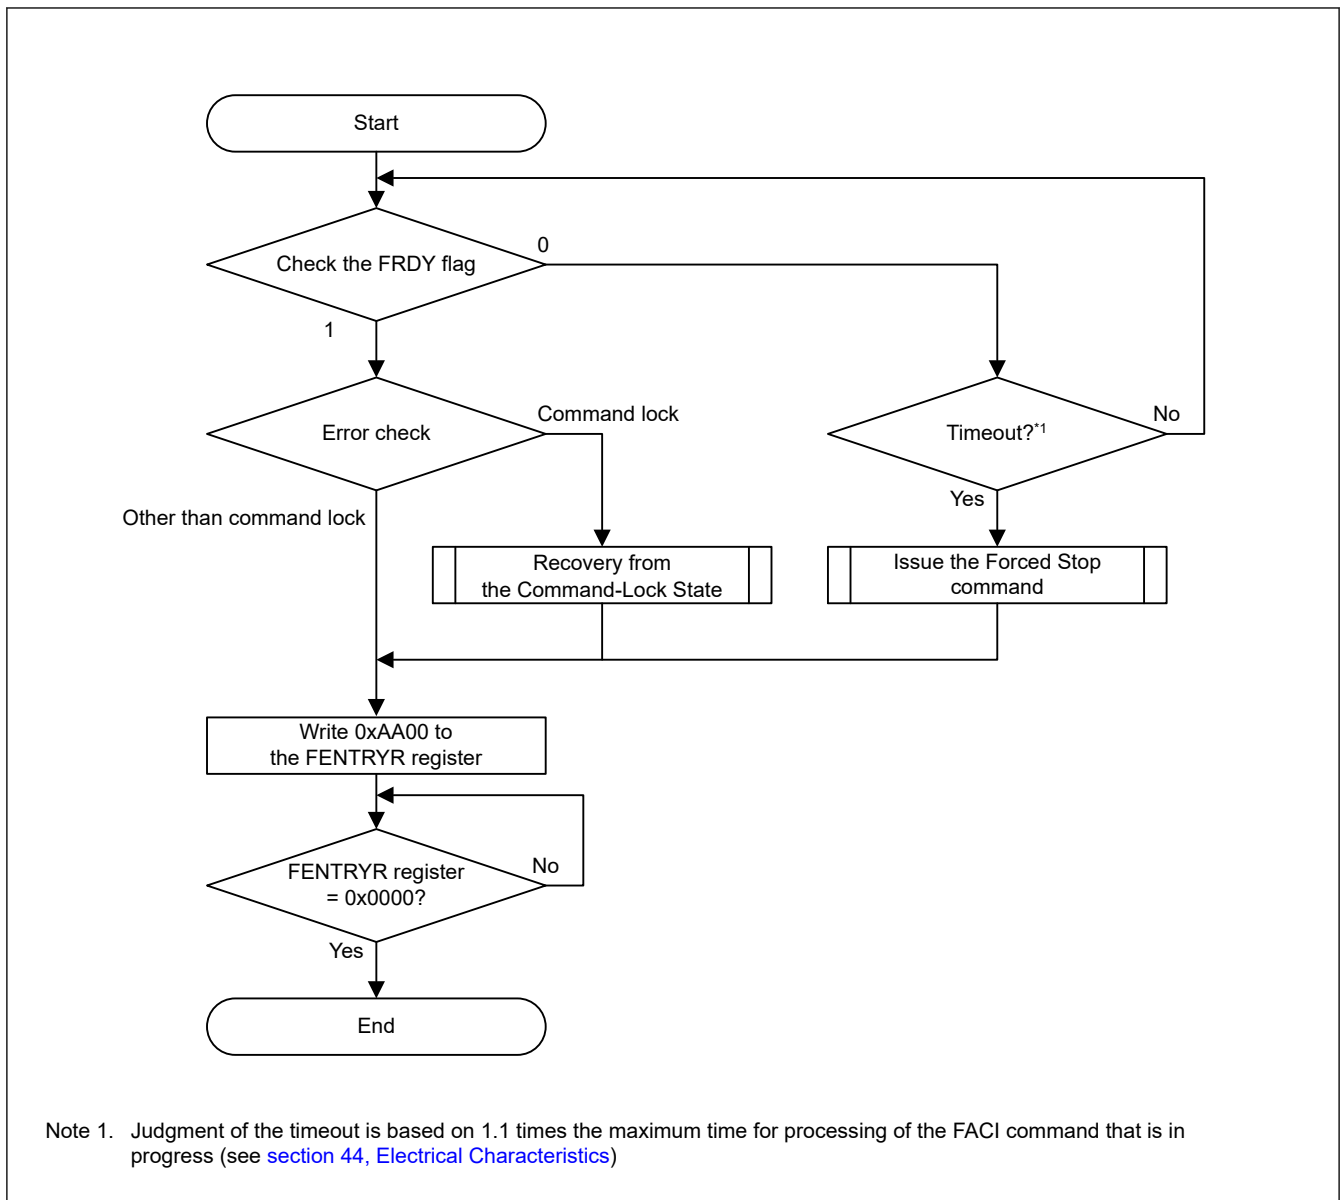 Start
Check the FRDY flag
0
1
Error check
Command lock
Timeout?*1
No
Other than command lock
Yes
Recovery from
the Command-Lock State
Issue the Forced Stop
command
Write 0xAA00 to
the FENTRYR register
FENTRYR register
= 0x0000?
No
Yes
End
Note 1. Judgment of the timeout is based on 1.1 times the maximum time for processing of the FACI command that is in
progress (see section 44, Electrical Characteristics)